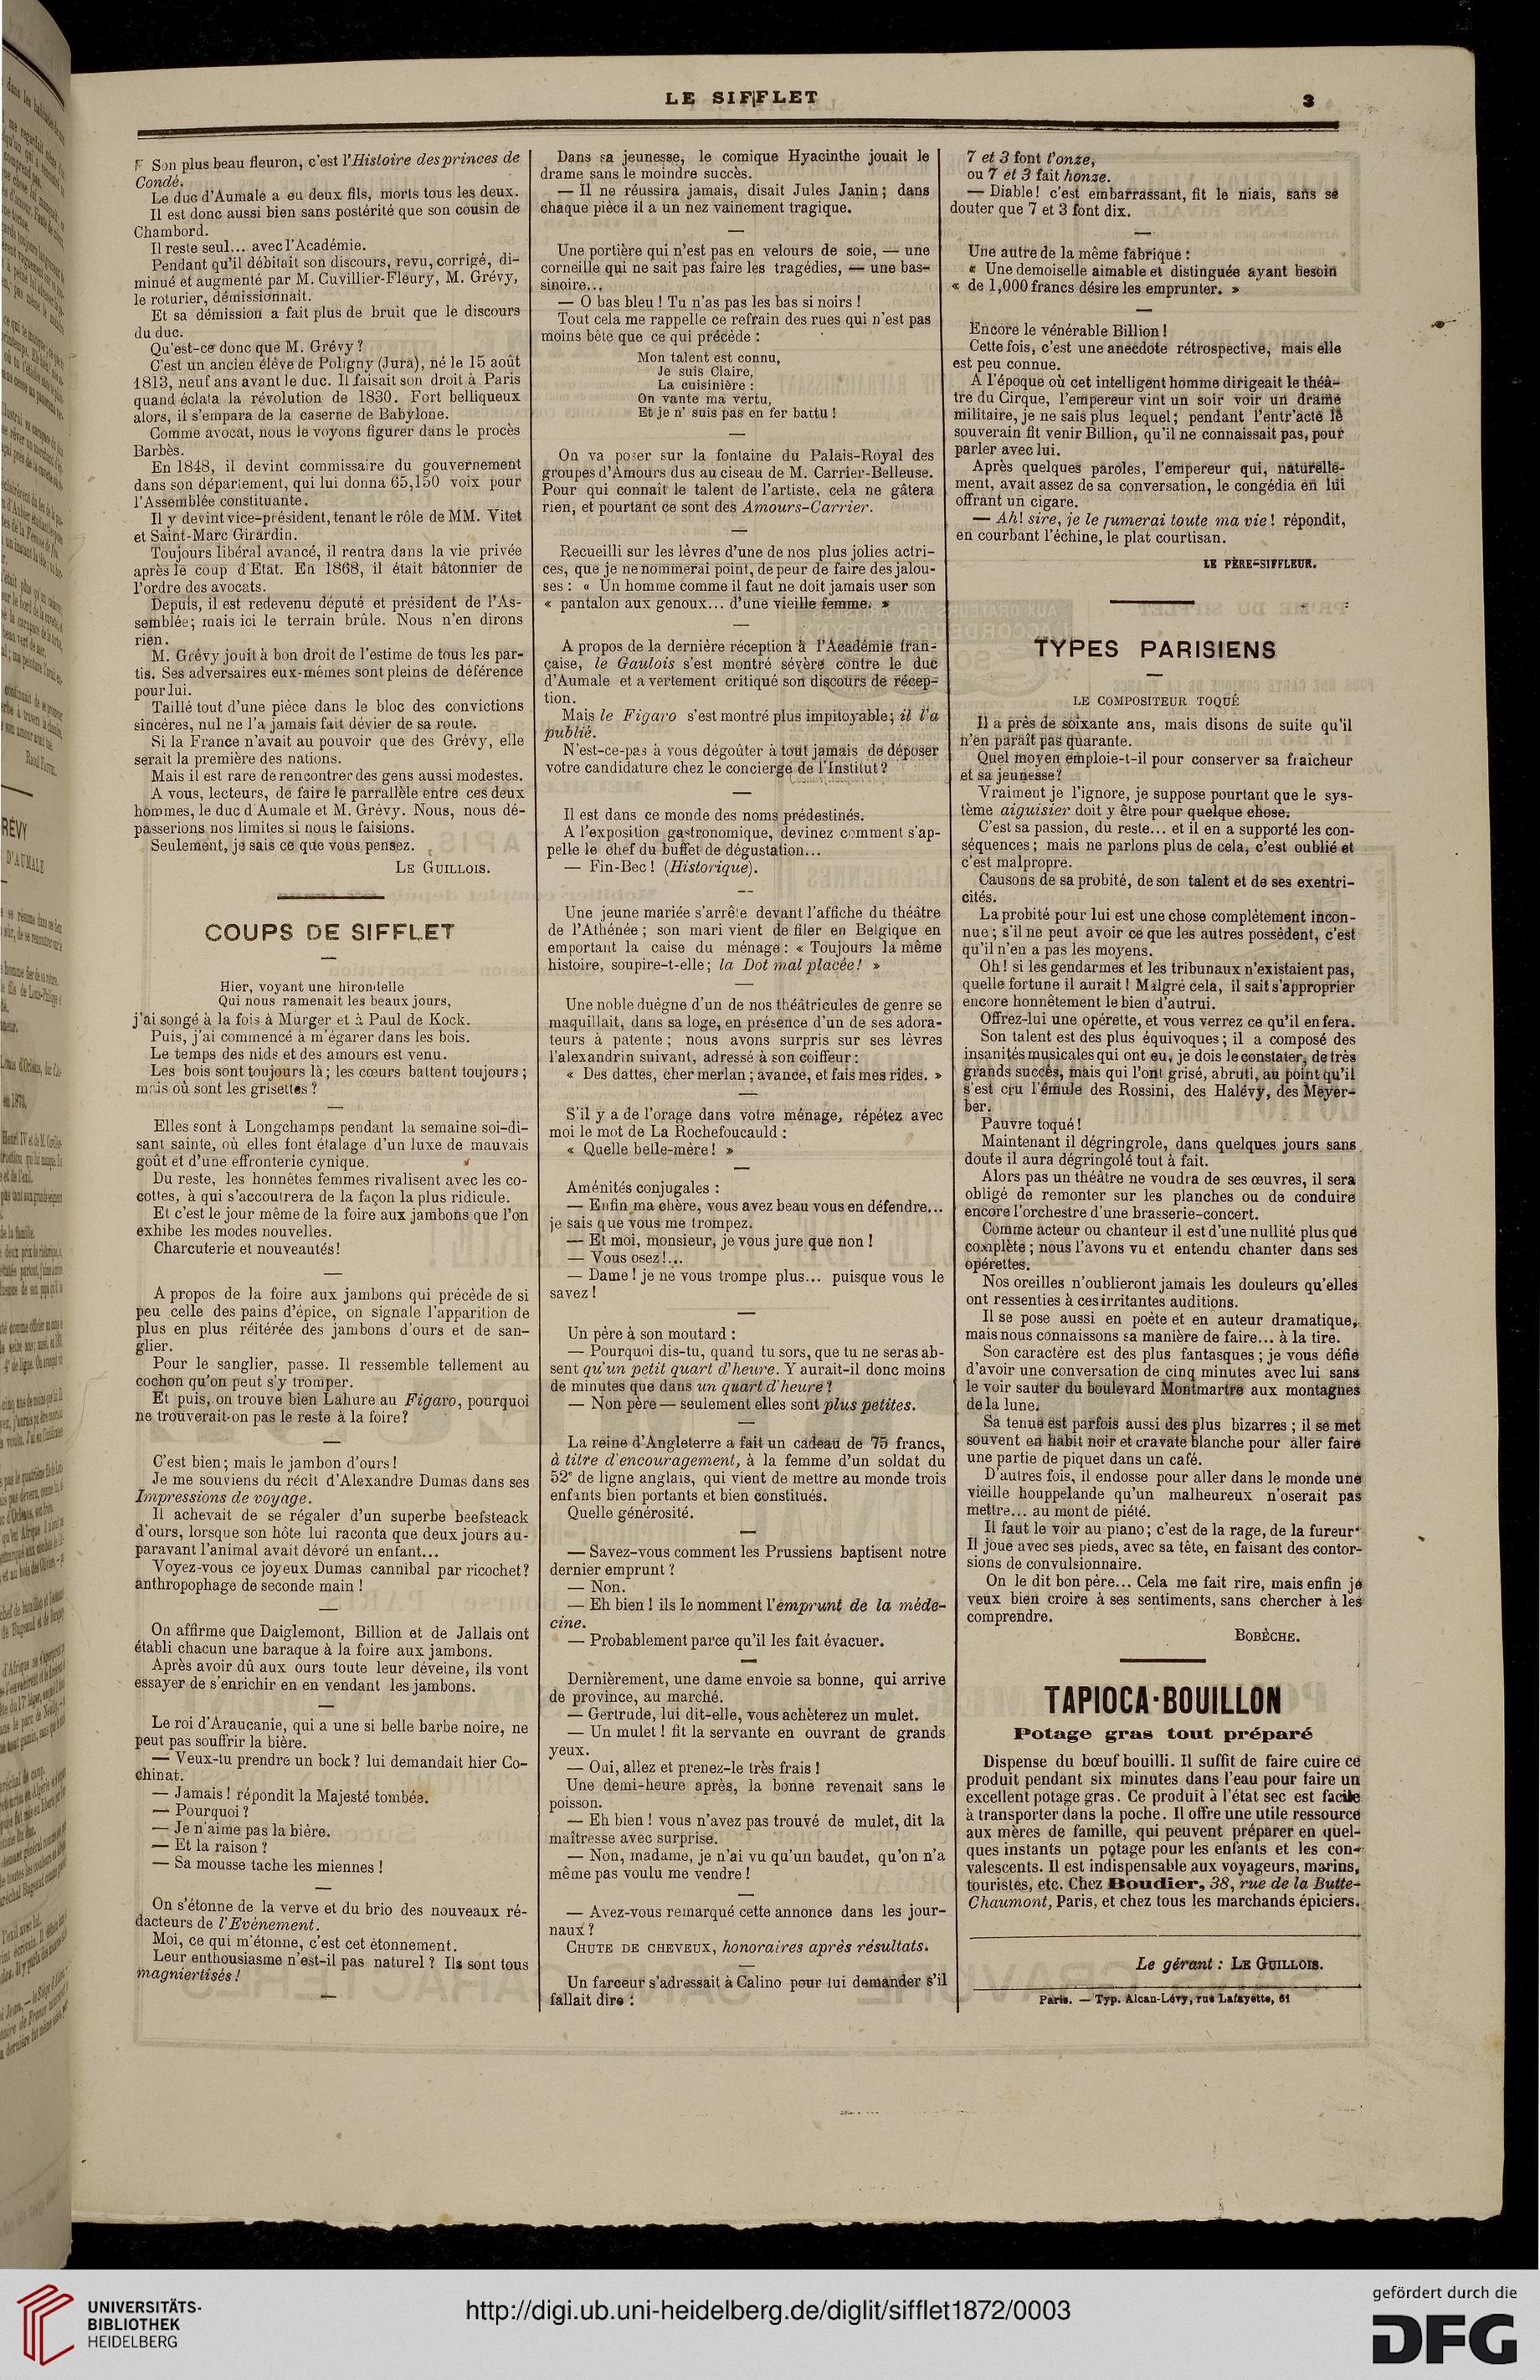 LE SIFFLET
3
Son plus beau fleuron, c'est l'Histoire des princes de
Condé.
Le duc d'Aumale a eu deux fils, morts tous les deux.
Il est donc aussi bien sans postérité que son cousin de
Chambord.
Il reste seul... avec l'Académie.
Pendant qu'il débitait son discours, revu, corrigé, di-
minué et augmenté par M. Cuvillier-Fleury, M. Grévy,
le roturier, démissionnait.
Et sa démission a fait plus de bruit que le discours
du duc.
Qu'est-ce donc que M. Grévy ?
C'est un ancien élève de Poligny (Jura), né le 15 août
1813, neuf ans avant le duc. Il faisait son droit à Paris
quand éclata la révolution de 1830. Fort belliqueux
alors, il s'empara de la caserne de Babylone.
Comme avocat, nous le voyons figurer dans le procès
Barbès.
En 1848, il devint commissaire du gouvernement
dans son département, qui lui donna 65,150 voix pour
l'Assemblée constituante.
Il y devint vice-président, tenant le rôle de MM. Vitet
et Saint-Marc Girardin.
Toujours libéral avancé, il rentra dans la vie privée
après le coup d'Etat. En 1868, il était bâtonnier de
l'ordre des avocats.
Depuis, il est redevenu député et président de l'As-
semblée; mais ici le terrain brûle. Nous n'en dirons
rien.
M. Grévy jouit à bon droit de l'estime de tous les par-
tis. Ses adversaires eux-mêmes sont pleins de déférence
pour lui.
Taillé tout d'une pièce dans le bloc des convictions
sincères, nul ne l'a jamais fait dévier de sa route.
Si la France n'avait au pouvoir que des Grévy, elle
serait la première des nations.
Mais il est rare de rencontrer des gens aussi modestes.
A vous, lecteurs, de faire le parrallèle entre ces deux
hommes, le duc d'Aumale et M. Grévy. Nous, nous dé-
passerions nos limites si nous le faisions.
Seulement, je sais ce que vous pensez.
LE GUILLOIS.
COUPS DE SIFFLET
Hier, voyant une hirondelle
Qui nous ramenait les beaux jours,
j'ai songé à la fois à Murger et à Paul de Kock.
Puis, j'ai commencé à m'égarer dans les bois.
Le temps des nids et des amours est venu.
Les bois sont toujours là; les cœurs battent toujours;
mais où sont les grisettes ?
Elles sont à Longchamps pendant la semaine soi-di-
sant sainte, où elles font étalage d'un luxe de mauvais
goût et d'une effronterie cynique.
Du reste, les honnêtes femmes rivalisent avec les co-
cottes, à qui s'accoutrera de la façon la plus ridicule.
Et c'est le jour même de la foire aux jambons que l'on
exhibe les modes nouvelles.
Charcuterie et nouveautés!
A propos de la foire aux jambons qui précède de si
peu celle des pains d'épice, on signale l'apparition de
plus en plus réitérée des jambons d'ours et de san-
glier.
Pour le sanglier, passe. Il ressemble tellement au
cochon qu'on peut s'y tromper.
Et puis, on trouve bien Lahure au Figaro, pourquoi
ne trouverait-on pas le reste à la foire?
C'est bien; mais le jambon d'ours!
Je me souviens du récit d'Alexandre Dumas dans ses
Impressions de voyage.
Il achevait de se régaler d'un superbe beefsteack
d'ours, lorsque son hôte lui raconta que deux jours au-
paravant l'animal avait dévoré un enfant...
Voyez-vous ce joyeux Dumas cannibal par ricochet?
anthropophage de seconde main !
On affirme que Daiglemont, Billion et de Jallais ont
établi chacun une baraque à la foire aux jambons.
Après avoir dû aux ours toute leur déveine, ils vont
essayer de s'enrichir en en vendant les jambons.
Le roi d'Araucanie, qui a une si belle barbe noire, ne
peut pas souffrir la bière.
— Veux-tu prendre un bock ? lui demandait hier Co-
chinat.
— Jamais ! répondit la Majesté tombée.
— Pourquoi ?
— Je n'aime pas la bière.
— Et la raison ?
— Sa mousse tache les miennes !
On s'étonne de la verve et du brio des nouveaux ré-
dacteurs de l'Evénement.
Moi, ce qui m'étonne, c'est cet étonnement.
Leur enthousiasme n'est-il pas naturel ? Ils sont tous
magniertisés !
Dans sa jeunesse, le comique Hyacinthe jouait le
drame sans le moindre succès.
— Il ne réussira jamais, disait Jules Janin; dans
chaque pièce il a un nez vainement tragique.
Une portière qui n'est pas en velours de soie, — une
corneille qui ne sait pas faire les tragédies, — une bas-
sinoire...
— O bas bleu ! Tu n'as pas les bas si noirs !
Tout cela me rappelle ce refrain des rues qui n'est pas
moins bête que ce qui précède :
Mon talent est connu,
Je suis Claire,
La cuisinière :
On vante ma vertu,
Et je n' suis pas en fer battu !
On va poser sur la fontaine du Palais-Royal des
groupes d'Amours dus au ciseau de M. Carrier-Belleuse.
Pour qui connaît le talent de l'artiste, cela ne gâtera
rien, et pourtant ce sont des Amours-Carrier.
Recueilli sur les lèvres d'une de nos plus jolies actri-
ces, que je ne nommerai point, de peur de faire des jalou-
ses : « Un homme comme il faut ne doit jamais user son
« pantalon aux genoux... d'une vieille femme. »
A propos de la dernière réception à l'Académie fran-
çaise, le Gaulois s'est montré sévère contre le duc
d'Aumale et a vertement critiqué son discours de récep-
tion.
Mais le Figaro s'est montré plus impitoyable; il l'a
publié.
N'est-ce-pas à vous dégoûter à tout jamais de déposer
votre candidature chez le concierge de l'Institut?
Il est dans ce monde des noms prédestinés.
A l'exposition gastronomique, devinez comment s'ap-
pelle le chef du buffet de dégustation...
— Fin-Bec ! (Historique).
Une jeune mariée s'arrête devant l'affiche du théâtre
de l'Athénée ; son mari vient de filer en Belgique en
emportant la caise du ménage : « Toujours la même
histoire, soupire-t-elle; la Dot mal placée! »
Une noble duègne d'un de nos théâtricules de genre se
maquillait, dans sa loge, en présence d'un de ses adora-
teurs à patente ; nous avons surpris sur ses lèvres
l'alexandrin suivant, adressé à son coiffeur :
« Des dattes, cher merlan ; avance, et fais mes rides. »
S'il y a de l'orage dans votre ménage, répétez avec
moi le mot de La Rochefoucauld :
« Quelle belle-mère! »
Aménités conjugales :
— Enfin ma chère, vous avez beau vous en défendre...
je sais que vous me trompez.
— Et moi, monsieur, je vous jure que non !
— Vous osez!...
— Dame ! je ne vous trompe plus... puisque vous le
savez !
Un père à son moutard :
— Pourquoi dis-tu, quand tu sors, que tu ne seras ab-
sent qu'un petit quart d'heure. Y aurait-il donc moins
de minutes que dans un quart d'heure ?
— Non père — seulement elles sont plus petites.
La reine d'Angleterre a fait un cadeau de 75 francs,
à titre d'encouragement, à la femme d'un soldat du
52e de ligne anglais, qui vient de mettre au monde trois
enfants bien portants et bien constitués.
Quelle générosité.
— Savez-vous comment les Prussiens baptisent notre
dernier emprunt ?
— Non.
— Eh bien ! ils le nomment l'emprunt de la méde-
cine.
— Probablement parce qu'il les fait évacuer.
Dernièrement, une dame envoie sa bonne, qui arrive
de province, au marché.
— Gertrude, lui dit-elle, vous achèterez un mulet.
— Un mulet ! fit la servante en ouvrant de grands
yeux.
— Oui, allez et prenez-le très frais !
Une demi-heure après, la bonne revenait sans le
poisson.
— Eh bien ! vous n'avez pas trouvé de mulet, dit la
maîtresse avec surprise.
— Non, madame, je n'ai vu qu'un baudet, qu'on n'a
même pas voulu me vendre !
— Avez-vous remarqué cette annonce dans les jour-
naux ?
CHUTE DE CHEVEUX, honoraires après résultats.
Un farceur s'adressait à Calino pour lui demander s'il
fallait dire :
7 et 3 font t'onze,
ou 7 et 3 fait honze.
— Diable! c'est embarrassant, fit le niais, sans se
douter que 7 et 3 font dix.
Une autre de la même fabrique :
« Une demoiselle aimable et distinguée ayant besoin
« de 1,000 francs désire les emprunter. »
Encore le vénérable Billion !
Cette fois, c'est une anecdote rétrospective, mais elle
est peu connue.
A l'époque où cet intelligent homme dirigeait le théâ-
tre du Cirque, l'empereur vint un soir voir un drame
militaire, je ne sais plus lequel; pendant l'entr'acte le
souverain fit venir Billion, qu'il ne connaissait pas, pour
parler avec lui.
Après quelques paroles, l'empereur qui, naturelle-
ment, avait assez de sa conversation, le congédia en lui
offrant un cigare.
— Ah! sire, je le fumerai toute ma vie ! répondit,
en courbant l'échine, le plat courtisan.
LE PÈRE-SIFFLEUR.
TYPES PARISIENS
LE COMPOSITEUR TOQUÉ
Il a près de soixante ans, mais disons de suite qu'il
n'en paraît pas quarante.
Quel moyen emploie-t-il pour conserver sa fraîcheur
et sa jeunesse?
Vraiment je l'ignore, je suppose pourtant que le sys-
tème aiguisier doit y être pour quelque chose.
C'est sa passion, du reste... et il en a supporté les con-
séquences ; mais ne parlons plus de cela, c'est oublié et
c'est malpropre.
Causons de sa probité, de son talent et de ses exentri-
cités.
La probité pour lui est une chose complètement incon-
nue ; s'il ne peut avoir ce que les autres possèdent, c'est
qu'il n'en a pas les moyens.
Oh ! si les gendarmes et les tribunaux n'existaient pas,
quelle fortune il aurait ! Malgré cela, il sait s'approprier
encore honnêtement le bien d'autrui.
Offrez-lui une opérette, et vous verrez ce qu'il en fera.
Son talent est des plus équivoques ; il a composé des
insanités musicales qui ont eu, je dois le constater, de très
grands succès, mais qui l'ont grisé, abruti, au point qu'il
s'est cru l'émule des Rossini, des Halévy, des Meyer-
ber.
Pauvre toqué !
Maintenant il dégringrole, dans quelques jours sans
doute il aura dégringolé tout à fait.
Alors pas un théâtre ne voudra de ses œuvres, il sera
obligé de remonter sur les planches ou de conduire
encore l'orchestre d'une brasserie-concert.
Comme acteur ou chanteur il est d'une nullité plus que
complète ; nous l'avons vu et entendu chanter dans ses
opérettes.
Nos oreilles n'oublieront jamais les douleurs qu'elles
ont ressenties à ces irritantes auditions.
Il se pose aussi en poëte et en auteur dramatique,
mais nous connaissons sa manière de faire... à la tire.
Son caractère est des plus fantasques ; je vous défie
d'avoir une conversation de cinq minutes avec lui sans
le voir sauter du boulevard Montmartre aux montagnes
de la lune.
Sa tenue est parfois aussi des plus bizarres ; il se met
souvent en habit noir et cravate blanche pour aller faire
une partie de piquet dans un café.
D'autres fois, il endosse pour aller dans le monde une
vieille houppelande qu'un malheureux n'oserait pas
mettre... au mont de piété.
Il faut le voir au piano ; c'est de la rage, de la fureur.
Il joue avec ses pieds, avec sa tête, en faisant des contor-
sions de convulsionnaire.
On le dit bon père... Cela me fait rire, mais enfin je
veux bien croire à ses sentiments, sans chercher à les
comprendre.
BOBÈCHE.
TAPIOCA-BOUILLON
Potage gras tout préparé
Dispense du bœuf bouilli. Il suffit de faire cuire ce
produit pendant six minutes dans l'eau pour faire un
excellent potage gras. Ce produit à l'état sec est facile
à transporter dans la poche. Il offre une utile ressource
aux mères de famille, qui peuvent préparer en quel-
ques instants un potage pour les enfants et les con-
valescents. Il est indispensable aux voyageurs, marins,
touristes, etc. Chez Boudier, 38, rue de la Butte-
Chaumont, Paris, et chez tous les marchands épiciers.
Le gérant : LE GUILLOIS.
Paris. — Typ. Alcan-Lévy, rue Lafayette, 61
UNIVERSITÄTS-
BIBLIOTHEK
HEIDELBERG
http://digi.ub.uni-heidelberg.de/diglit/sifflet1872/0003
gefördert durch die
DFG